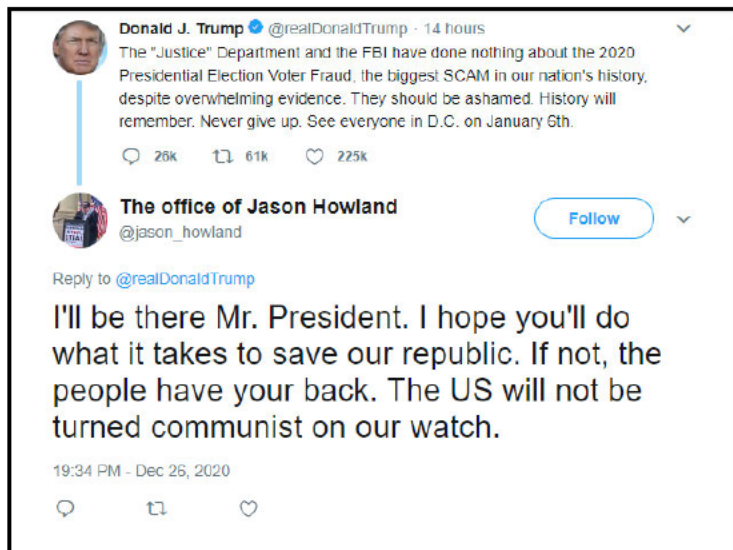 Donald J. Trump @realDonaldTrump · 14 hours
The "Justice" Department and the FBI have done nothing about the 2020
Presidential Election Voter Fraud, the biggest SCAM in our nation's history,
despite overwhelming evidence. They should be ashamed. History will
remember. Never give up. See everyone in D.C. on January 6th.
26k 61k 225k
The office of Jason Howland
@jason_howland
Follow
Reply to @realDonaldTrump
I'll be there Mr. President. I hope you'll do
what it takes to save our republic. If not, the
people have your back. The US will not be
turned communist on our watch.
19:34 PM - Dec 26, 2020